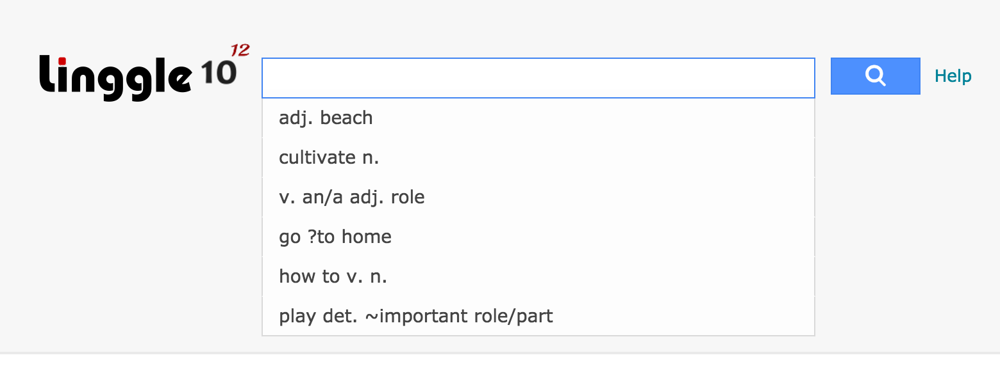 Linggle 10 12
Help
adj. beach
cultivate n.
v. an/a adj. role
go ?to home
how to v. n.
play det. ~important role/part